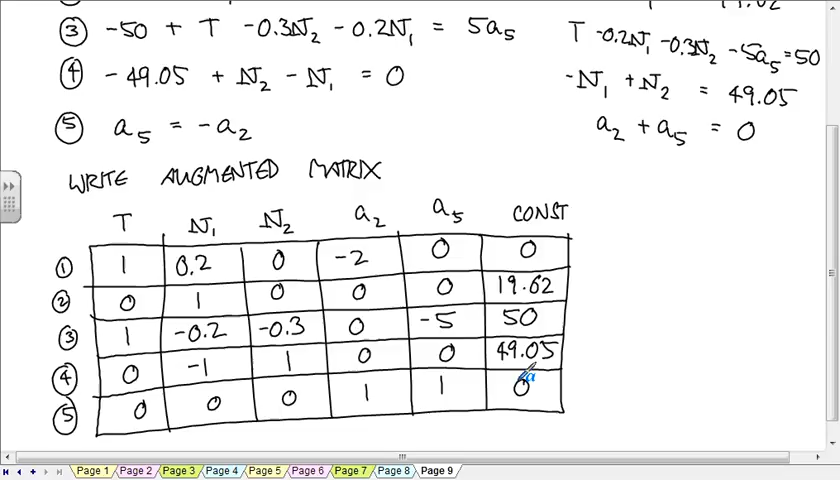 ③ -50 + T -0.3N₂ -0.2N₁ = 5a₅
T -0.2N₁ -0.3N₂ -5a₅ = 50
④ -49.05 + N₂ - N₁ = 0
-N₁ + N₂ = 49.05
⑤ a₅ = -a₂
a₂ + a₅ = 0
WRITE AUGMENTED MATRIX
T N₁ N₂ a₂ a₅ CONST
① 1 0.2 0 -2 0 0
② 0 1 0 0 0 19.62
③ 1 -0.2 -0.3 0 -5 50
④ 0 -1 1 0 0 49.05
⑤ 0 0 0 1 1 0
Page 1 Page 2 Page 3 Page 4 Page 5 Page 6 Page 7 Page 8 Page 9